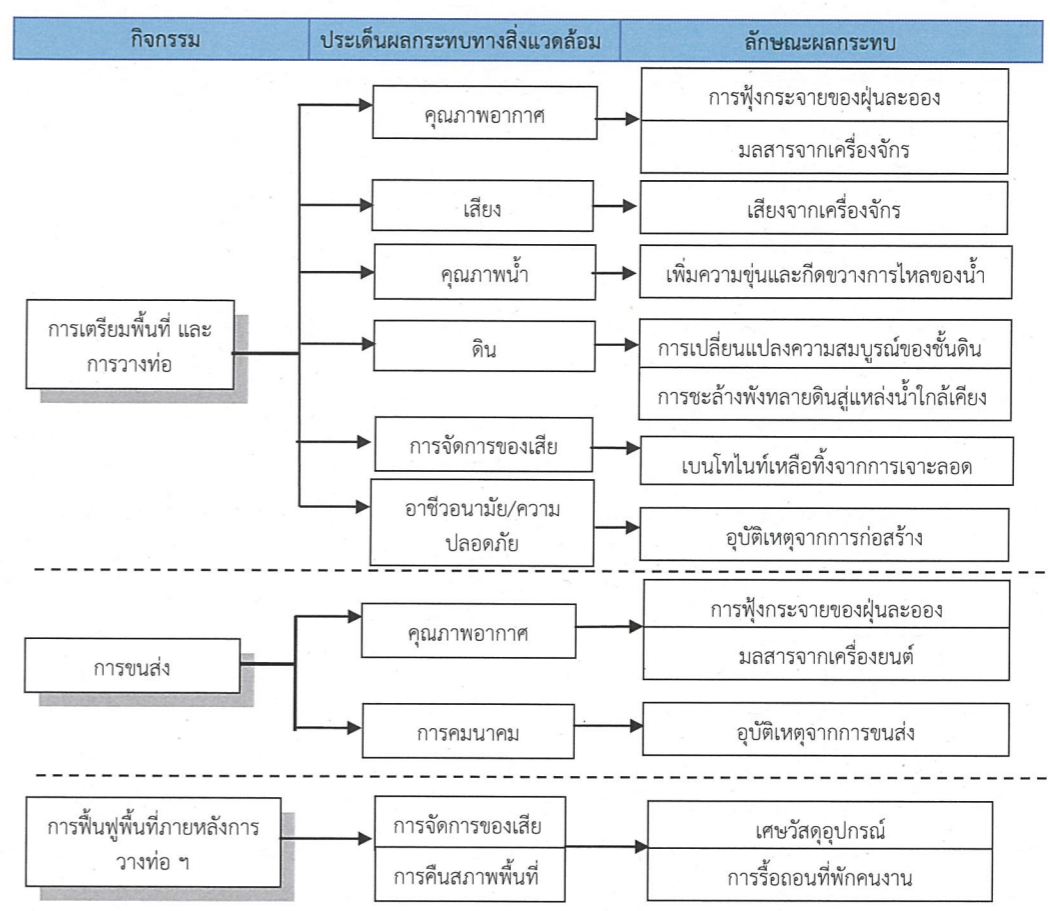 กิจกรรม
ประเด็นผลกระทบทางสิ่งแวดล้อม
ลักษณะผลกระทบ
การเตรียมพื้นที่ และ
การวางท่อ
คุณภาพอากาศ
การฟุ้งกระจายของฝุ่นละออง
มลสารจากเครื่องจักร
เสียง
เสียงจากเครื่องจักร
คุณภาพน้ำ
เพิ่มความขุ่นและกีดขวางการไหลของน้ำ
ดิน
การเปลี่ยนแปลงความสมบูรณ์ของชั้นดิน
การชะล้างพังทลายดินสู่แหล่งน้ำใกล้เคียง
การจัดการของเสีย
เบนโทไนท์เหลือทิ้งจากการเจาะลอด
อาชีวอนามัย/ความ
ปลอดภัย
อุบัติเหตุจากการก่อสร้าง
การขนส่ง
คุณภาพอากาศ
การฟุ้งกระจายของฝุ่นละออง
มลสารจากเครื่องยนต์
การคมนาคม
อุบัติเหตุจากการขนส่ง
การฟื้นฟูพื้นที่ภายหลังการ
วางท่อ ฯ
การจัดการของเสีย
การคืนสภาพพื้นที่
เศษวัสดุอุปกรณ์
การรื้อถอนที่พักคนงาน